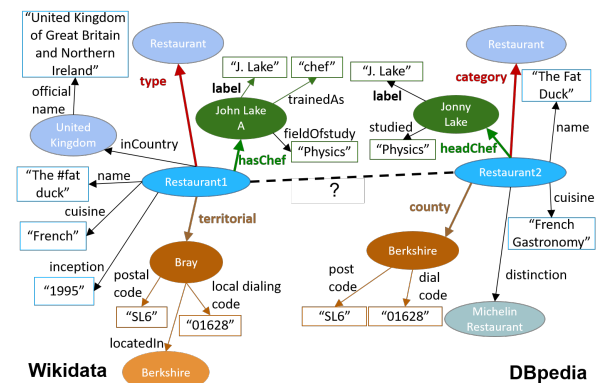 “United Kingdom
of Great Britain
and Northern
Ireland”
official
name
United
Kingdom
inCountry
Restaurant
type
“J. Lake”
“chef”
label
trainedAs
John Lake
A
fieldOfstudy
“Physics”
hasChef
“The #fat
duck”
name
Restaurant1
cuisine
“French”
inception
“1995”
territorial
Bray
postal
code
“SL6”
local dialing
code
“01628”
locatedIn
Berkshire
Wikidata
?
Restaurant
category
“J. Lake”
label
Jonny
Lake
studied
“Physics”
headChef
“The Fat
Duck”
name
Restaurant2
cuisine
“French
Gastronomy”
county
Berkshire
post
code
“SL6”
dial
code
“01628”
distinction
Michelin
Restaurant
DBpedia